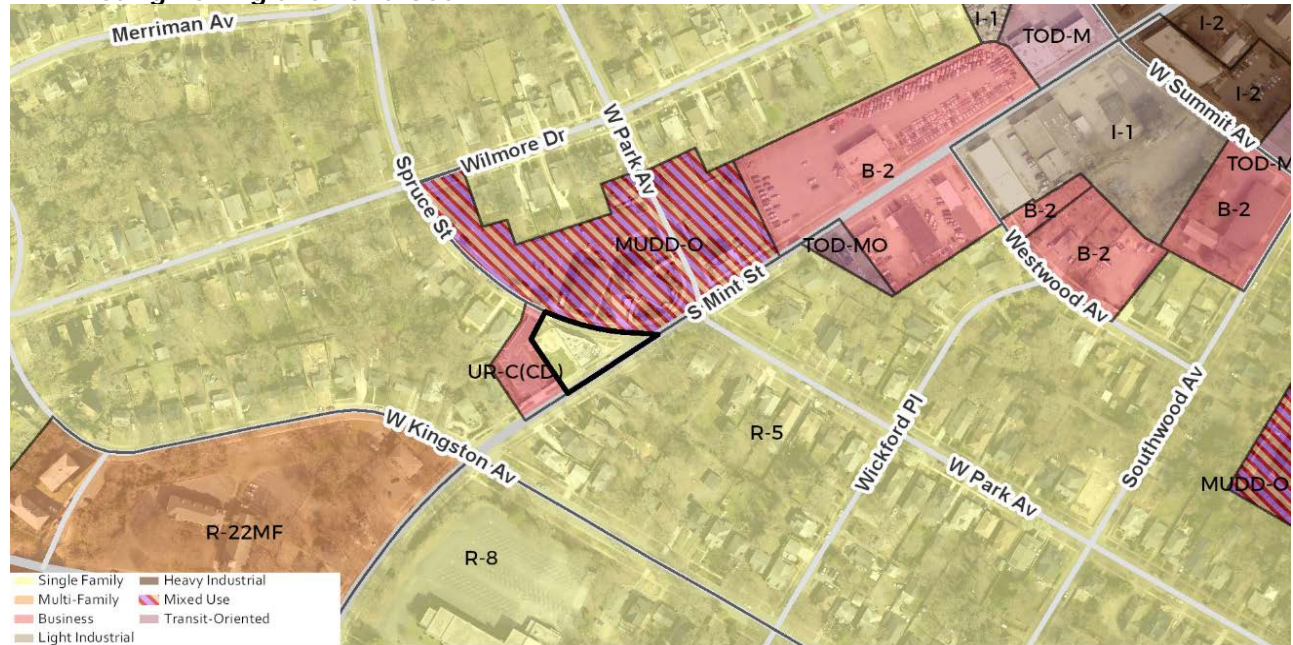 Merriman Av
I-1
TOD-M
I-2
W Summit Av
I-2
I-1
W Park Av
Wilmore Dr
Spruce St
B-2
TOD-M
B-2
B-2
B-2
Westwood Av
MUDD-O
TOD-MO
S Mint St
UR-C(CD)
R-5
W Kingston Av
Wickford Pl
W Park Av
Southwood Av
MUDD-O
R-22MF
R-8
Single Family
Heavy Industrial
Multi-Family
Mixed Use
Business
Transit-Oriented
Light Industrial